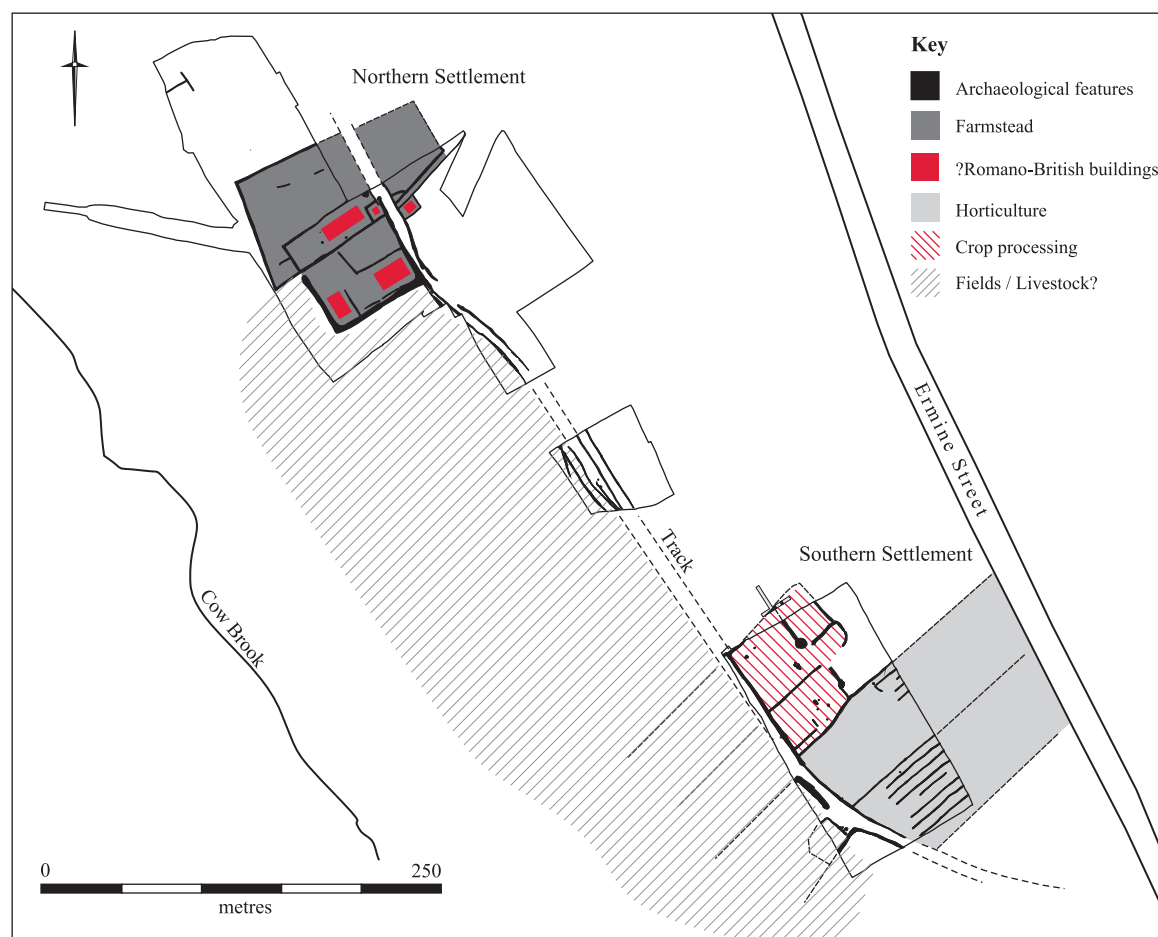 Northern Settlement
Key
Archaeological features
Farmstead
?Romano-British buildings
Horticulture
Crop processing
Fields / Livestock?
Ermine Street
Track
Southern Settlement
Cow Brook
0 250
metres